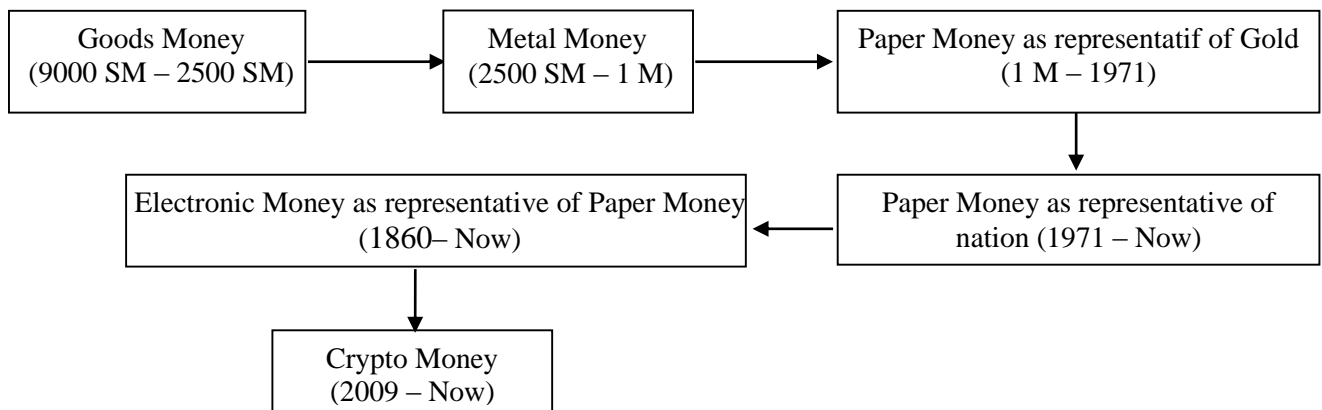 Goods Money
(9000 SM – 2500 SM)
Metal Money
(2500 SM – 1 M)
Paper Money as representatif of Gold
(1 M – 1971)
Paper Money as representative of
nation (1971 – Now)
Electronic Money as representative of Paper Money
(1860– Now)
Crypto Money
(2009 – Now)